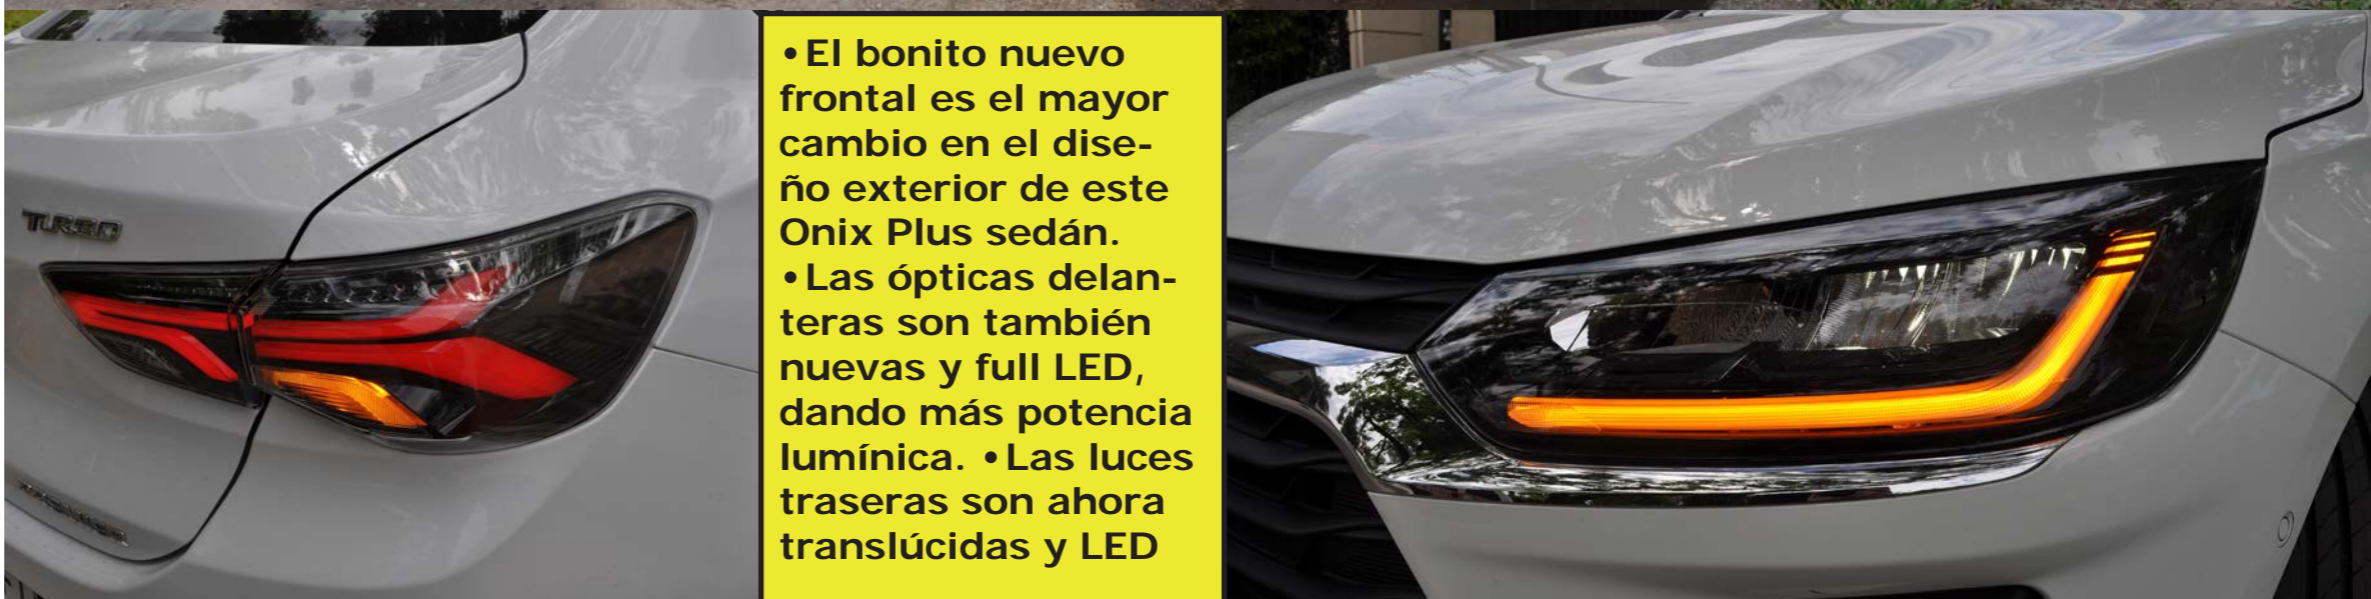 TURBO
PREMIER
•El bonito nuevo
frontal es el mayor
cambio en el dise-
ño exterior de este
Onix Plus sedán.
•Las ópticas delan-
teras son también
nuevas y full LED,
dando más potencia
lumínica. •Las luces
traseras son ahora
translúcidas y LED